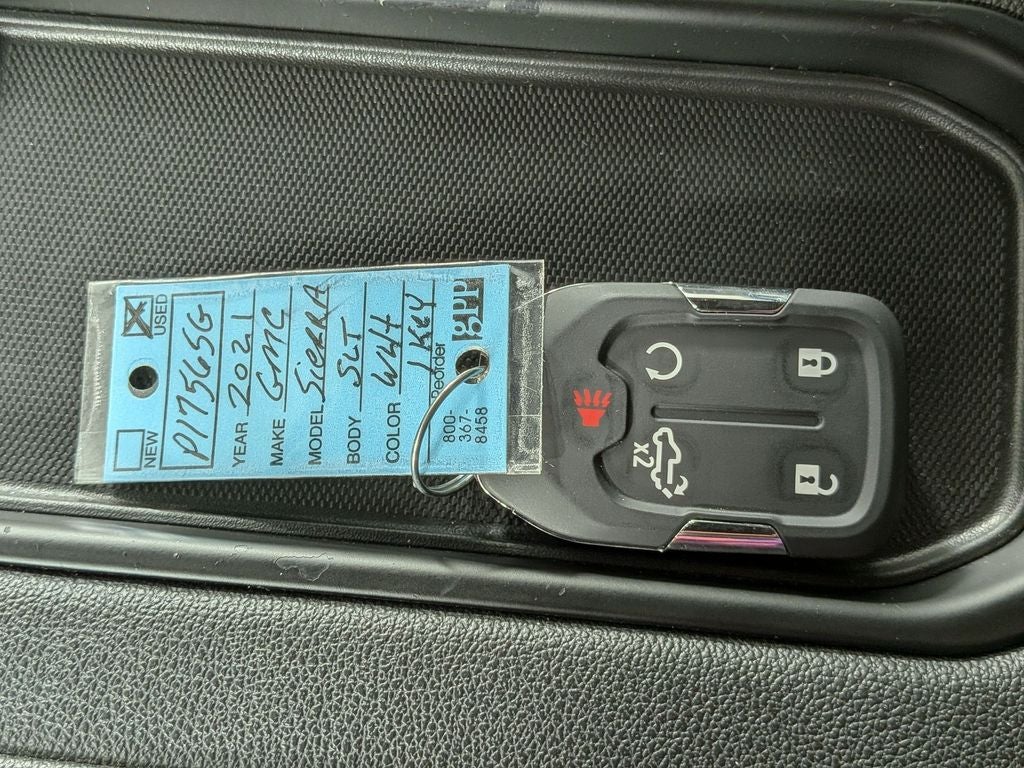 NEW
USED
P17565G
YEAR 2021
MAKE GMC
MODEL SiERRA
BODY SLT
COLOR WHT
1 KEY
Reorder
800-
367-
8458
gpp
X2